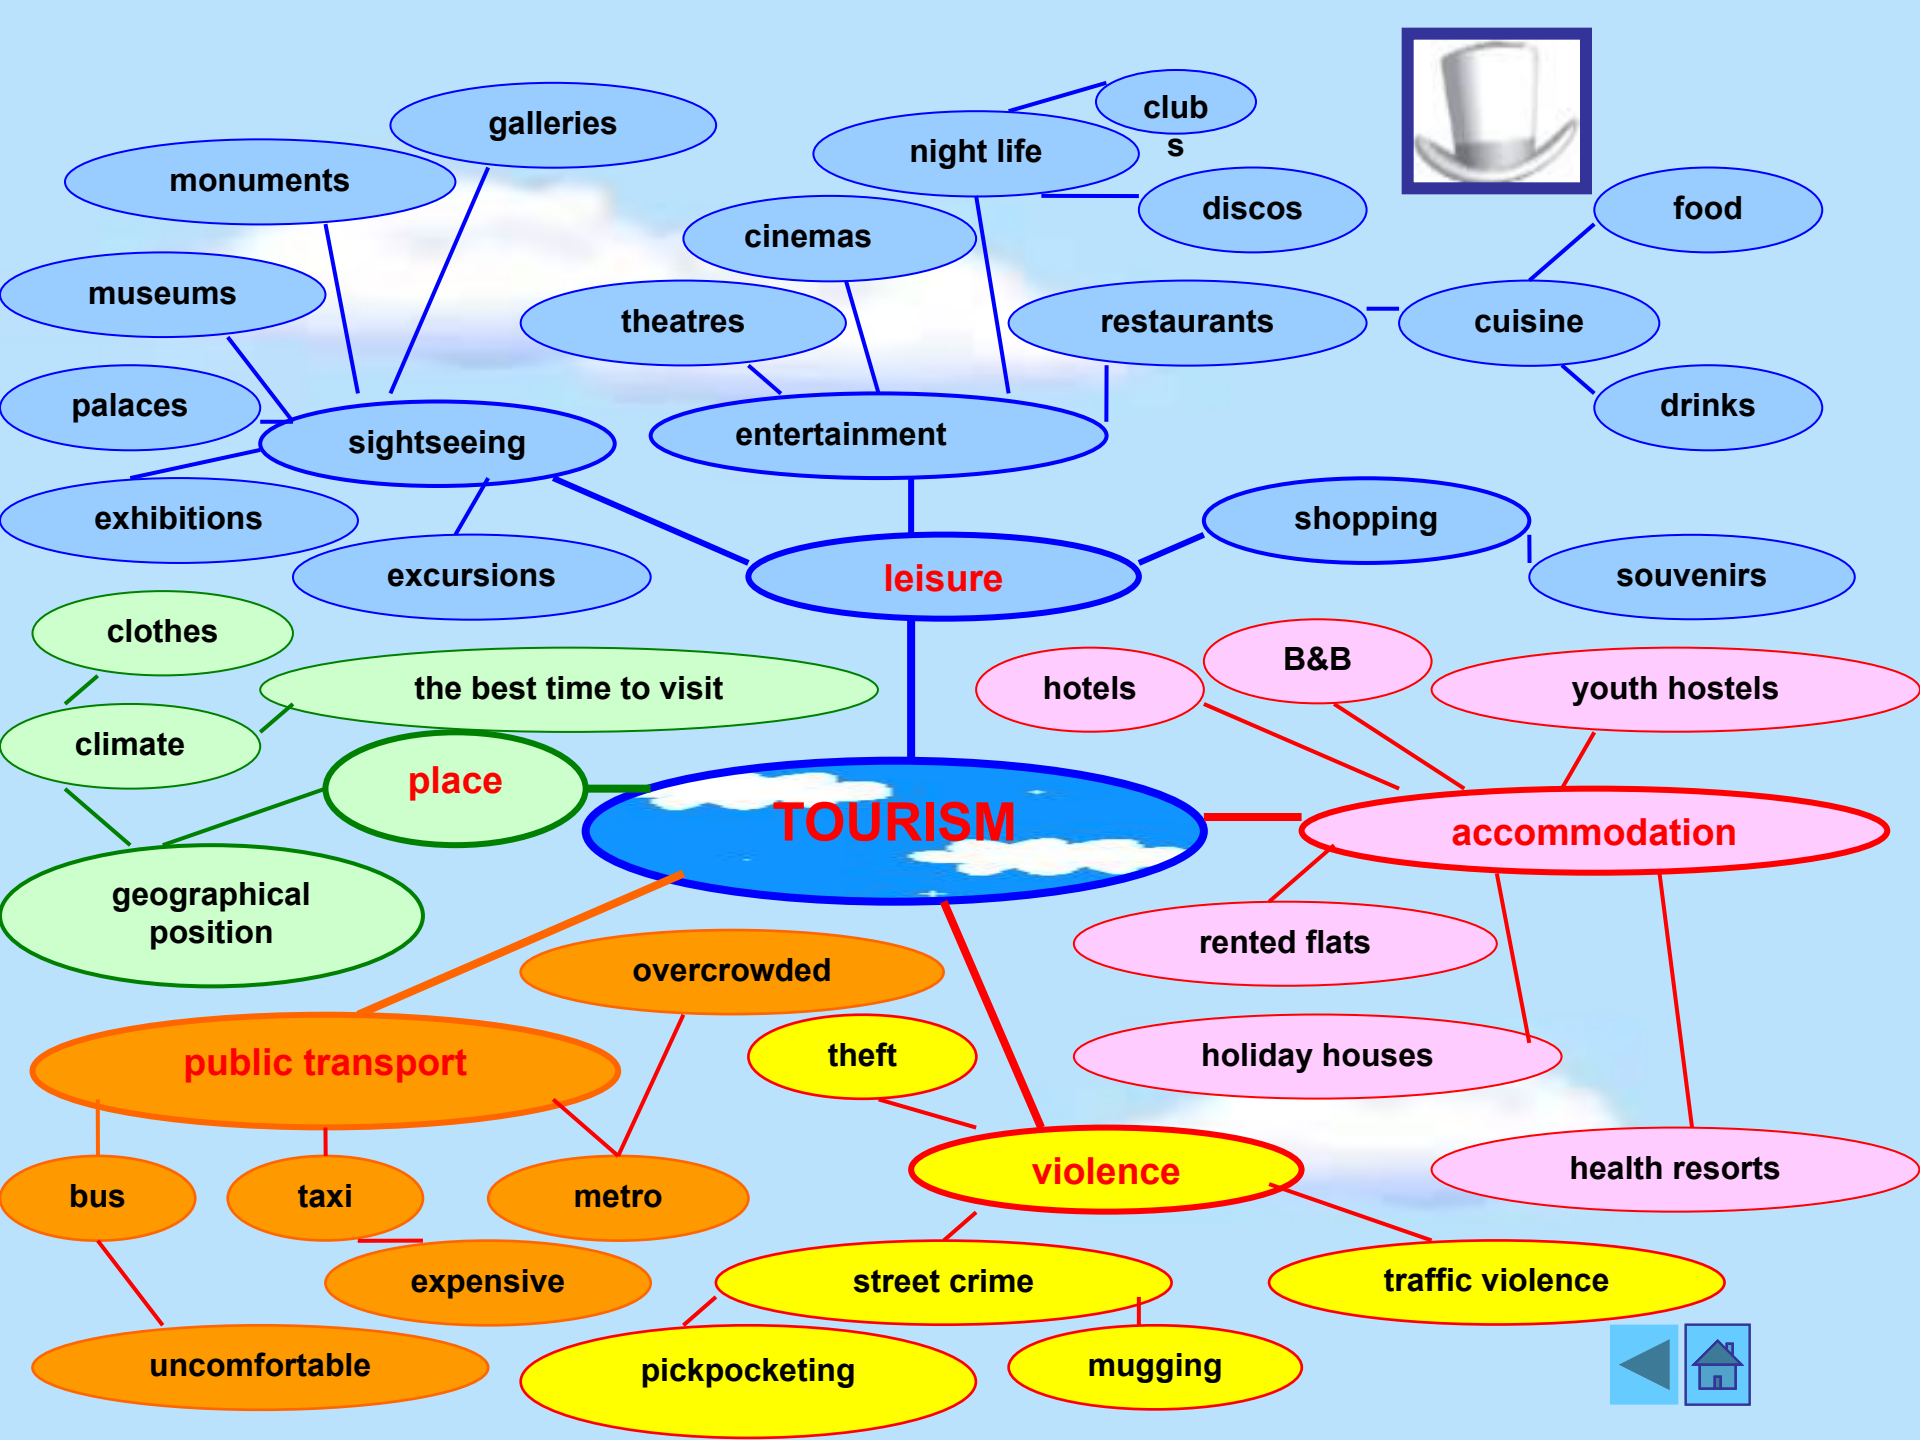 galleries
club
s
night life
monuments
discos
food
cinemas
museums
theatres
restaurants
cuisine
palaces
drinks
sightseeing
entertainment
exhibitions
shopping
excursions
leisure
souvenirs
clothes
the best time to visit
hotels
B&B
youth hostels
climate
place
TOURISM
accommodation
geographical
position
rented flats
overcrowded
public transport
theft
holiday houses
violence
health resorts
bus
taxi
metro
expensive
street crime
traffic violence
uncomfortable
pickpocketing
mugging